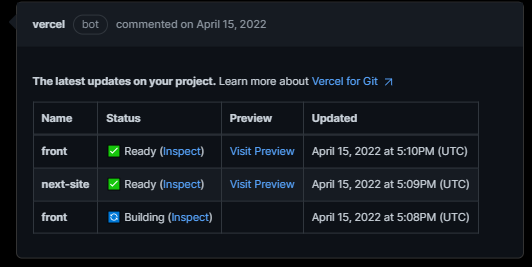 vercel bot commented on April 15, 2022
The latest updates on your project. Learn more about Vercel for Git ↗
Name Status Preview Updated
front ✅ Ready (Inspect) Visit Preview April 15, 2022 at 5:10PM (UTC)
next-site ✅ Ready (Inspect) Visit Preview April 15, 2022 at 5:09PM (UTC)
front 🔄 Building (Inspect) April 15, 2022 at 5:08PM (UTC)